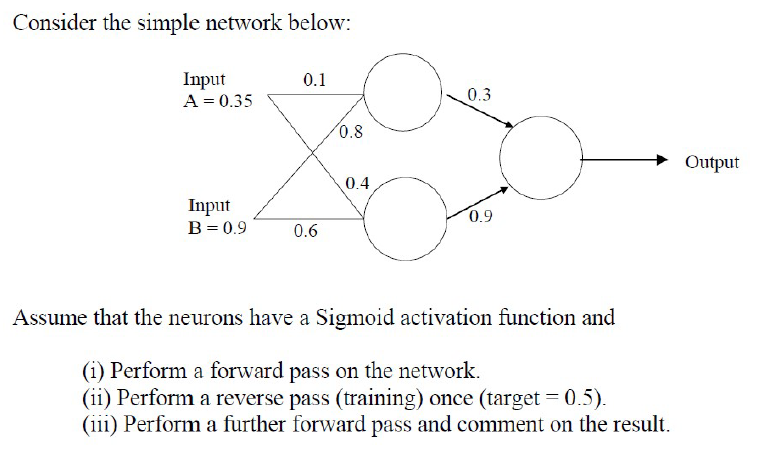 Consider the simple network below:
Input
A = 0.35
0.1
0.3
0.8
Output
0.4
Input
B = 0.9
0.6
0.9
Assume that the neurons have a Sigmoid activation function and
(i) Perform a forward pass on the network.
(ii) Perform a reverse pass (training) once (target = 0.5).
(iii) Perform a further forward pass and comment on the result.